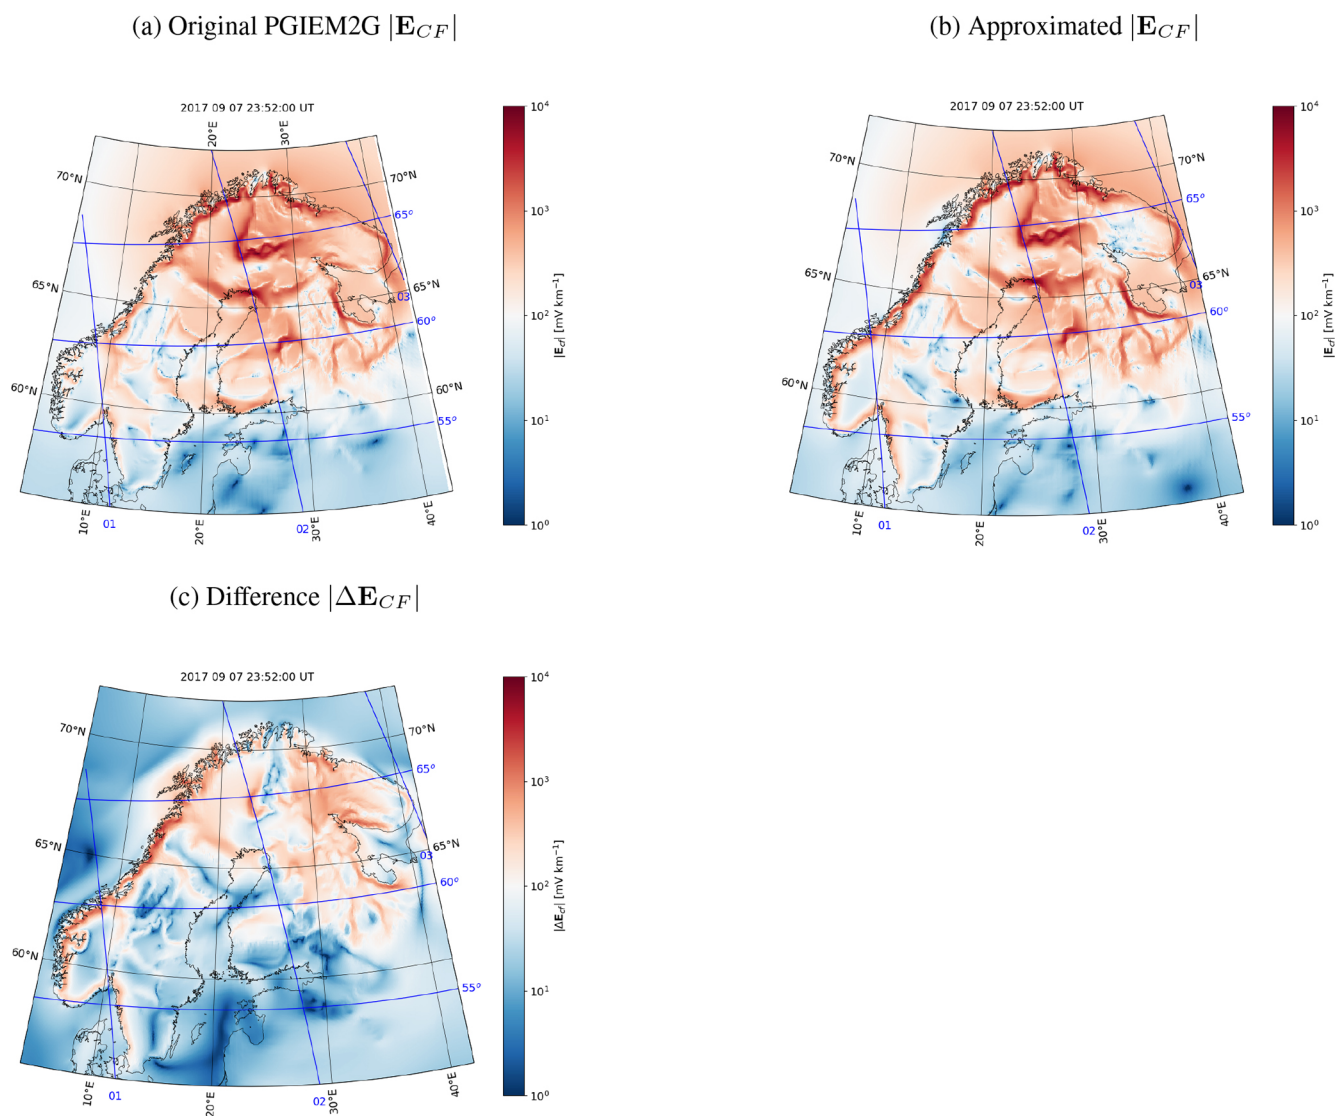 (a) Original PGIEM2G |E_CF|
2017 09 07 23:52:00 UT
20°E
30°E
70°N
70°N
65°
65°N
65°N
03
60°
60°N
60°N
55°
10°E
01
20°E
02
30°E
40°E
10⁴
10³
10²
10¹
10⁰
|E_cf| [mV km⁻¹]
(b) Approximated |E_CF|
2017 09 07 23:52:00 UT
70°N
70°N
65°
65°N
65°N
03
60°
60°N
60°N
55°
10°E
01
20°E
02
30°E
40°E
10⁴
10³
10²
10¹
10⁰
|E_cf| [mV km⁻¹]
(c) Difference |ΔE_CF|
2017 09 07 23:52:00 UT
70°N
70°N
65°
65°N
65°N
03
60°
60°N
60°N
55°
10°E
01
20°E
02
30°E
40°E
10⁴
10³
10²
10¹
10⁰
|ΔE_cf| [mV km⁻¹]